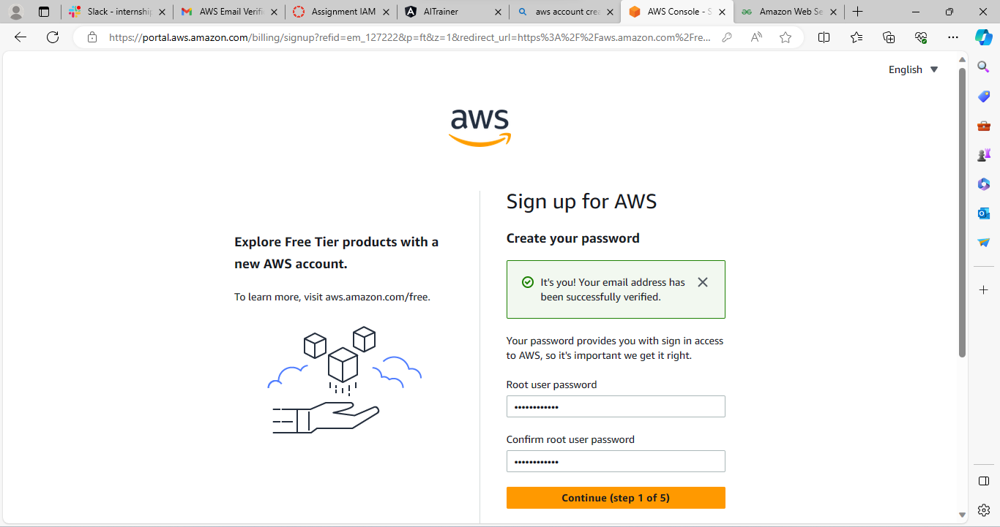 Slack - internship
AWS Email Verifi
Assignment IAM
AITrainer
aws account crea
AWS Console - S
Amazon Web Se
https://portal.aws.amazon.com/billing/signup?refid=em_127222&p=ft&z=1&redirect_url=https%3A%2F%2Faws.amazon.com%2Fre...
English
aws
Explore Free Tier products with a
new AWS account.
To learn more, visit aws.amazon.com/free.
Sign up for AWS
Create your password
It's you! Your email address has
been successfully verified.
Your password provides you with sign in access
to AWS, so it's important we get it right.
Root user password
••••••••••••
Confirm root user password
••••••••••••
Continue (step 1 of 5)